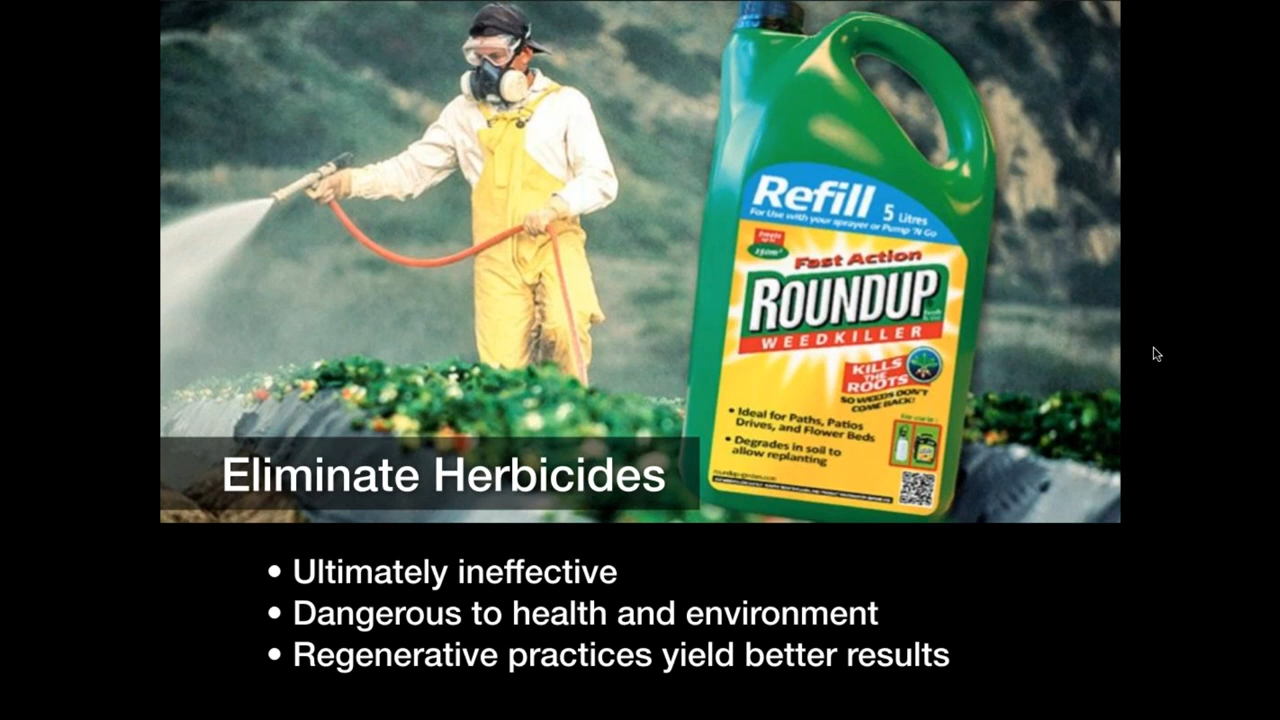 Refill 5 Litres
For Use with your sprayer or Pump 'N Go
Fast Action
ROUNDUP
WEEDKILLER
KILLS
THE
ROOTS
SO WEEDS DON'T
COME BACK!
• Ideal for Paths, Patios
Drives, and Flower Beds
• Degrades in soil to
allow replanting
Eliminate Herbicides
• Ultimately ineffective
• Dangerous to health and environment
• Regenerative practices yield better results